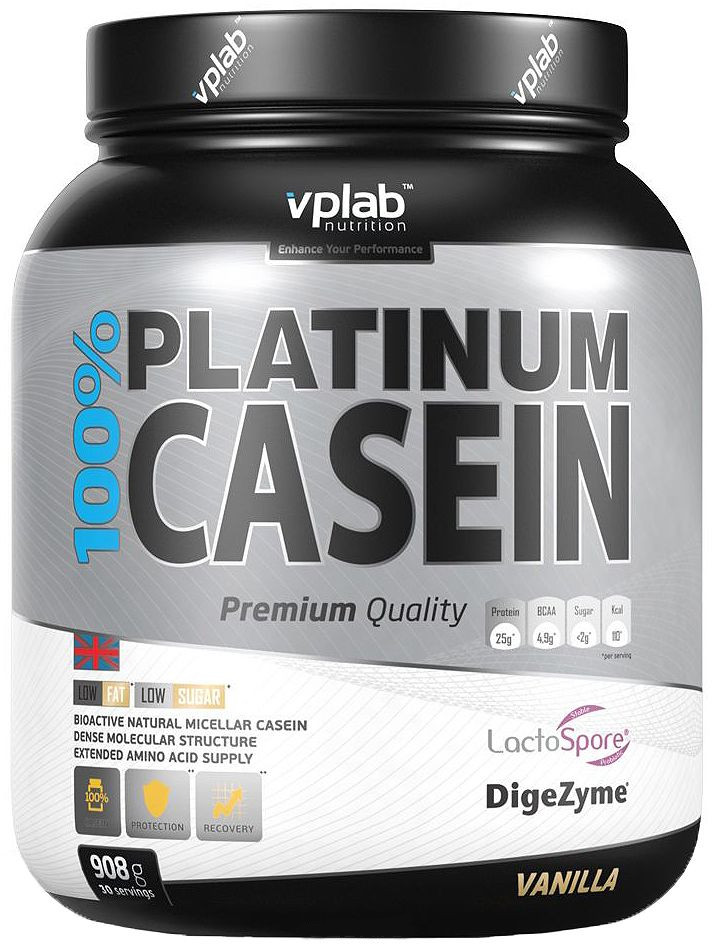 vplab
nutrition
vplab
nutrition
vplab™
nutrition
Enhance Your Performance
100% PLATINUM
CASEIN
Premium Quality
Protein BCAA Sugar Kcal
25g* 4,9g* <2g* 110*
*per serving
LOW FAT* LOW SUGAR*
BIOACTIVE NATURAL MICELLAR CASEIN
DENSE MOLECULAR STRUCTURE
EXTENDED AMINO ACID SUPPLY
Stable
LactoSpore®
Probiotic
DigeZyme®
100%
CASEIN PROTECTION** RECOVERY**
908g
30 servings
VANILLA